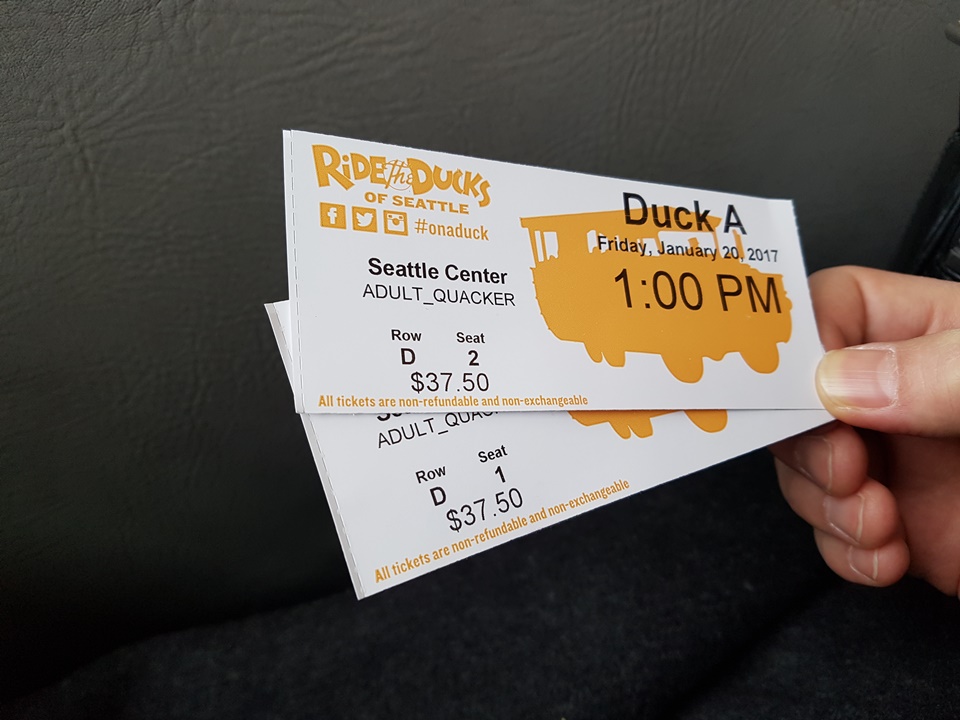 RiDE the DUCKS
OF SEATTLE
#onaduck
Seattle Center
ADULT_QUACKER
Row Seat
D 2
$37.50
All tickets are non-refundable and non-exchangeable
Duck A
Friday, January 20, 2017
1:00 PM
ADULT_QUAC
Row Seat
D 1
$37.50
All tickets are non-refundable and non-exchangeable